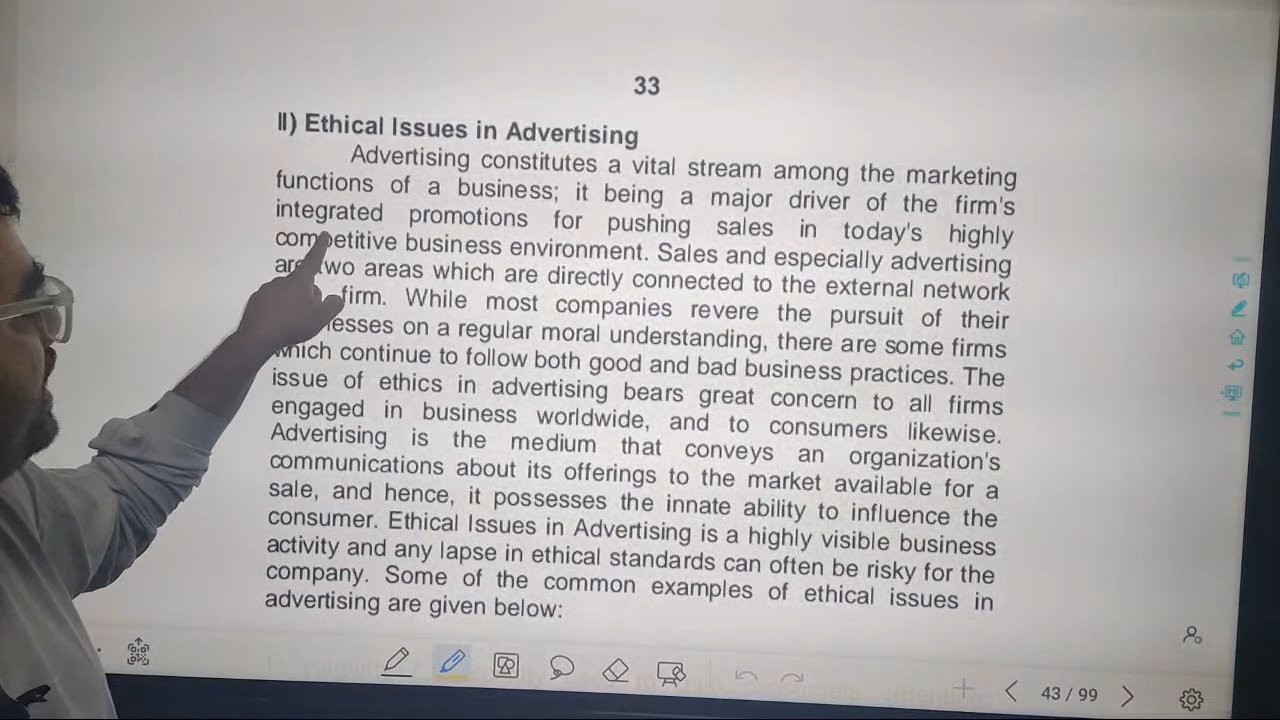 33
II) Ethical Issues in Advertising
Advertising constitutes a vital stream among the marketing
functions of a business; it being a major driver of the firm's
integrated promotions for pushing sales in today's highly
competitive business environment. Sales and especially advertising
are two areas which are directly connected to the external network
firm. While most companies revere the pursuit of their
esses on a regular moral understanding, there are some firms
which continue to follow both good and bad business practices. The
issue of ethics in advertising bears great concern to all firms
engaged in business worldwide, and to consumers likewise.
Advertising is the medium that conveys an organization's
communications about its offerings to the market available for a
sale, and hence, it possesses the innate ability to influence the
consumer. Ethical Issues in Advertising is a highly visible business
activity and any lapse in ethical standards can often be risky for the
company. Some of the common examples of ethical issues in
advertising are given below:
43 / 99